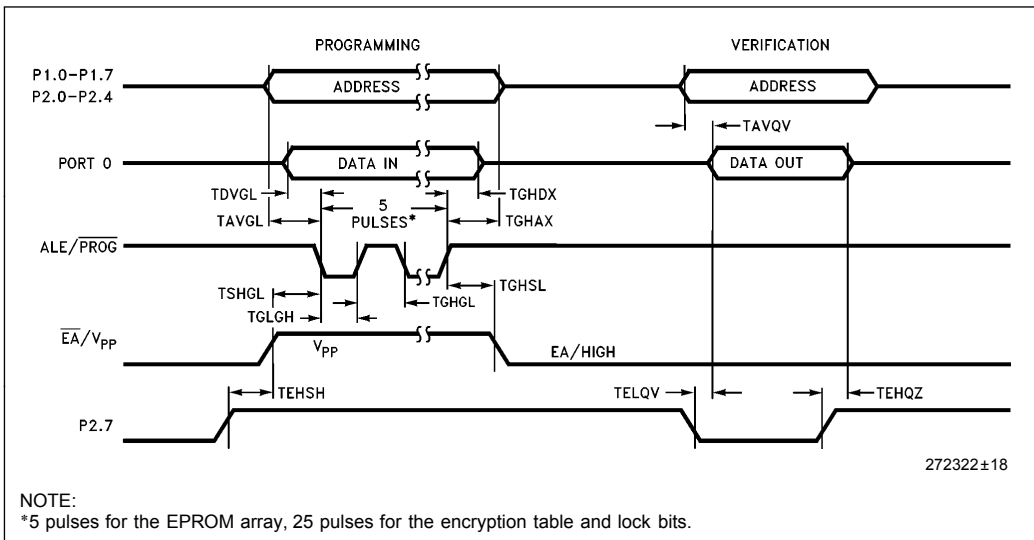 PROGRAMMING VERIFICATION
P1.0–P1.7
P2.0–P2.4
ADDRESS ADDRESS
TAVQV
PORT 0 DATA IN DATA OUT
TDVGL 5 TGHDX
TAVGL PULSES* TGHAX
ALE/PROG
TSHGL TGHGL TGHSL
TGLGH
EA/VPP VPP EA/HIGH
TEHSH TELQV TEHQZ
P2.7
272322±18
NOTE:
*5 pulses for the EPROM array, 25 pulses for the encryption table and lock bits.